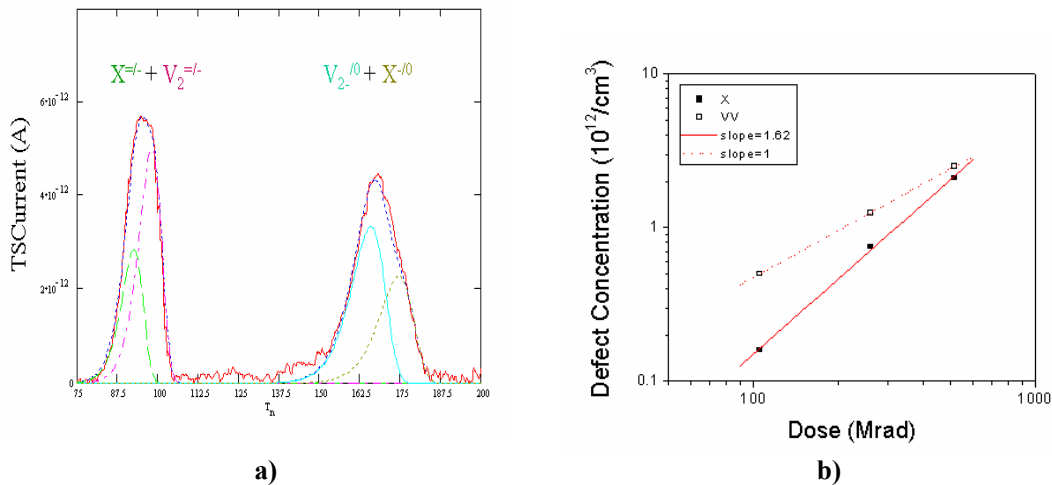 X⁼ᐟ⁻ + V₂⁼ᐟ⁻
V₂₋⁻ᐟ⁰ + X⁻ᐟ⁰
TSCurrent (A)
6·10⁻¹²
4·10⁻¹²
2·10⁻¹²
0
75 87.5 100 112.5 125 137.5 150 162.5 175 187.5 200
Tₙ
a)
Defect Concentration (10¹²/cm³)
10
1
0.1
X
VV
slope=1.62
slope=1
100 1000
Dose (Mrad)
b)